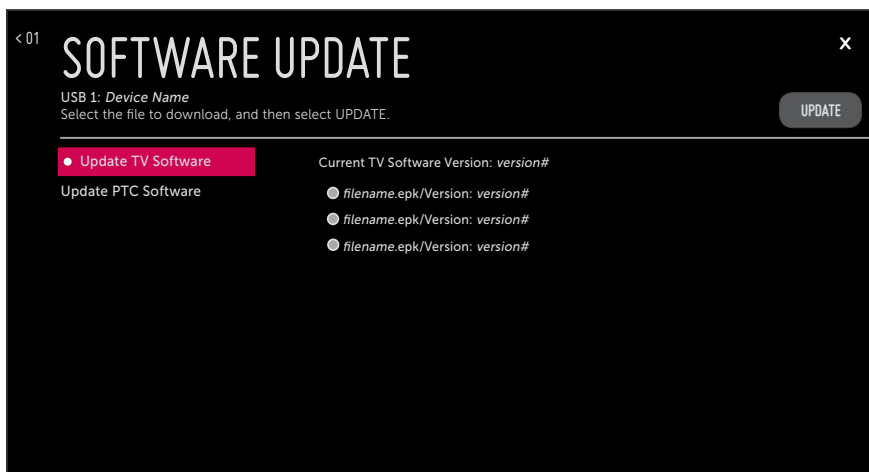 < 01
SOFTWARE UPDATE
X
USB 1: Device Name
Select the file to download, and then select UPDATE.
UPDATE
Update TV Software
Current TV Software Version: version#
Update PTC Software
filename.epk/Version: version#
filename.epk/Version: version#
filename.epk/Version: version#